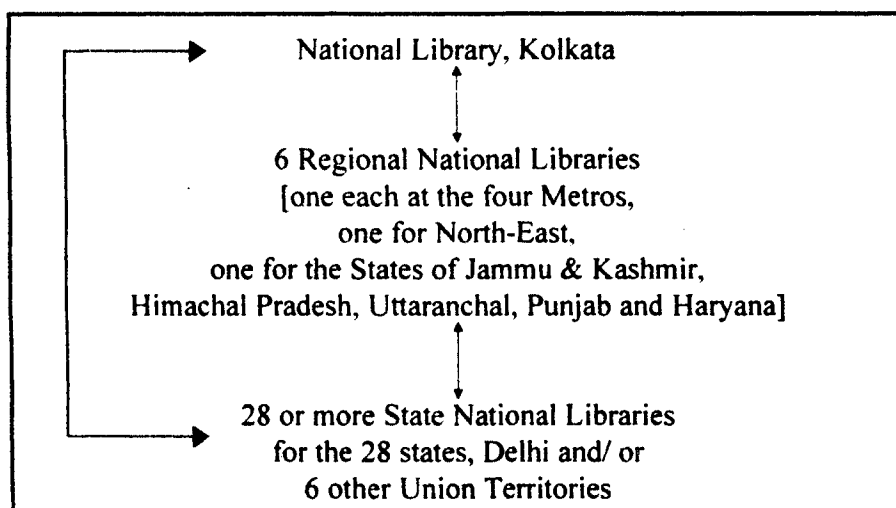 National Library, Kolkata
6 Regional National Libraries
[one each at the four Metros,
one for North-East,
one for the States of Jammu & Kashmir,
Himachal Pradesh, Uttaranchal, Punjab and Haryana]
28 or more State National Libraries
for the 28 states, Delhi and/ or
6 other Union Territories